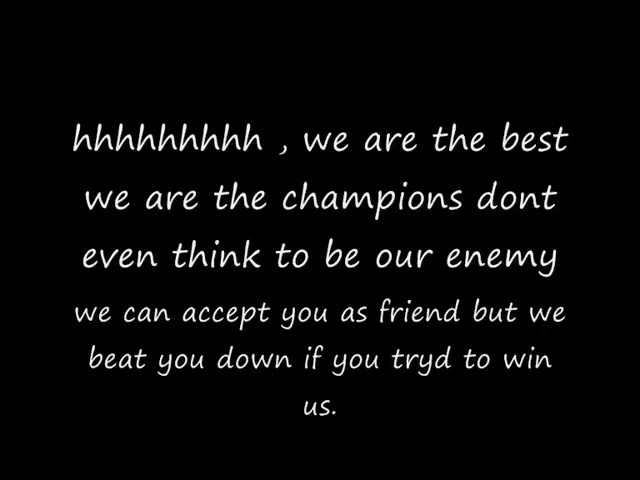 hhhhhhhhh , we are the best
we are the champions dont
even think to be our enemy
we can accept you as friend but we
beat you down if you tryd to win
us.